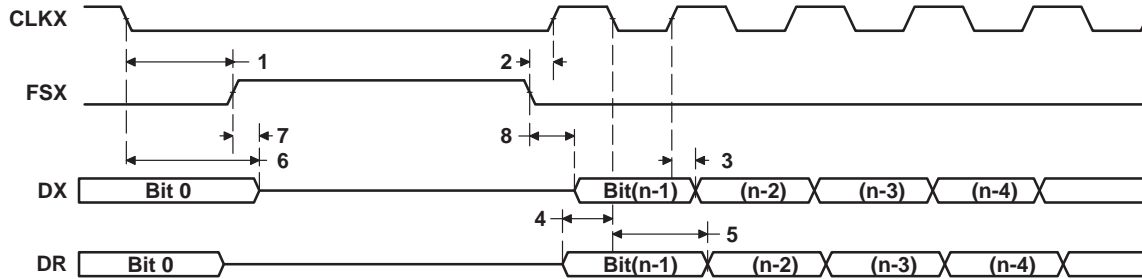 CLKX
1
2
FSX
7
8
6
3
DX
Bit 0
Bit(n-1)
(n-2)
(n-3)
(n-4)
4
5
DR
Bit 0
Bit(n-1)
(n-2)
(n-3)
(n-4)